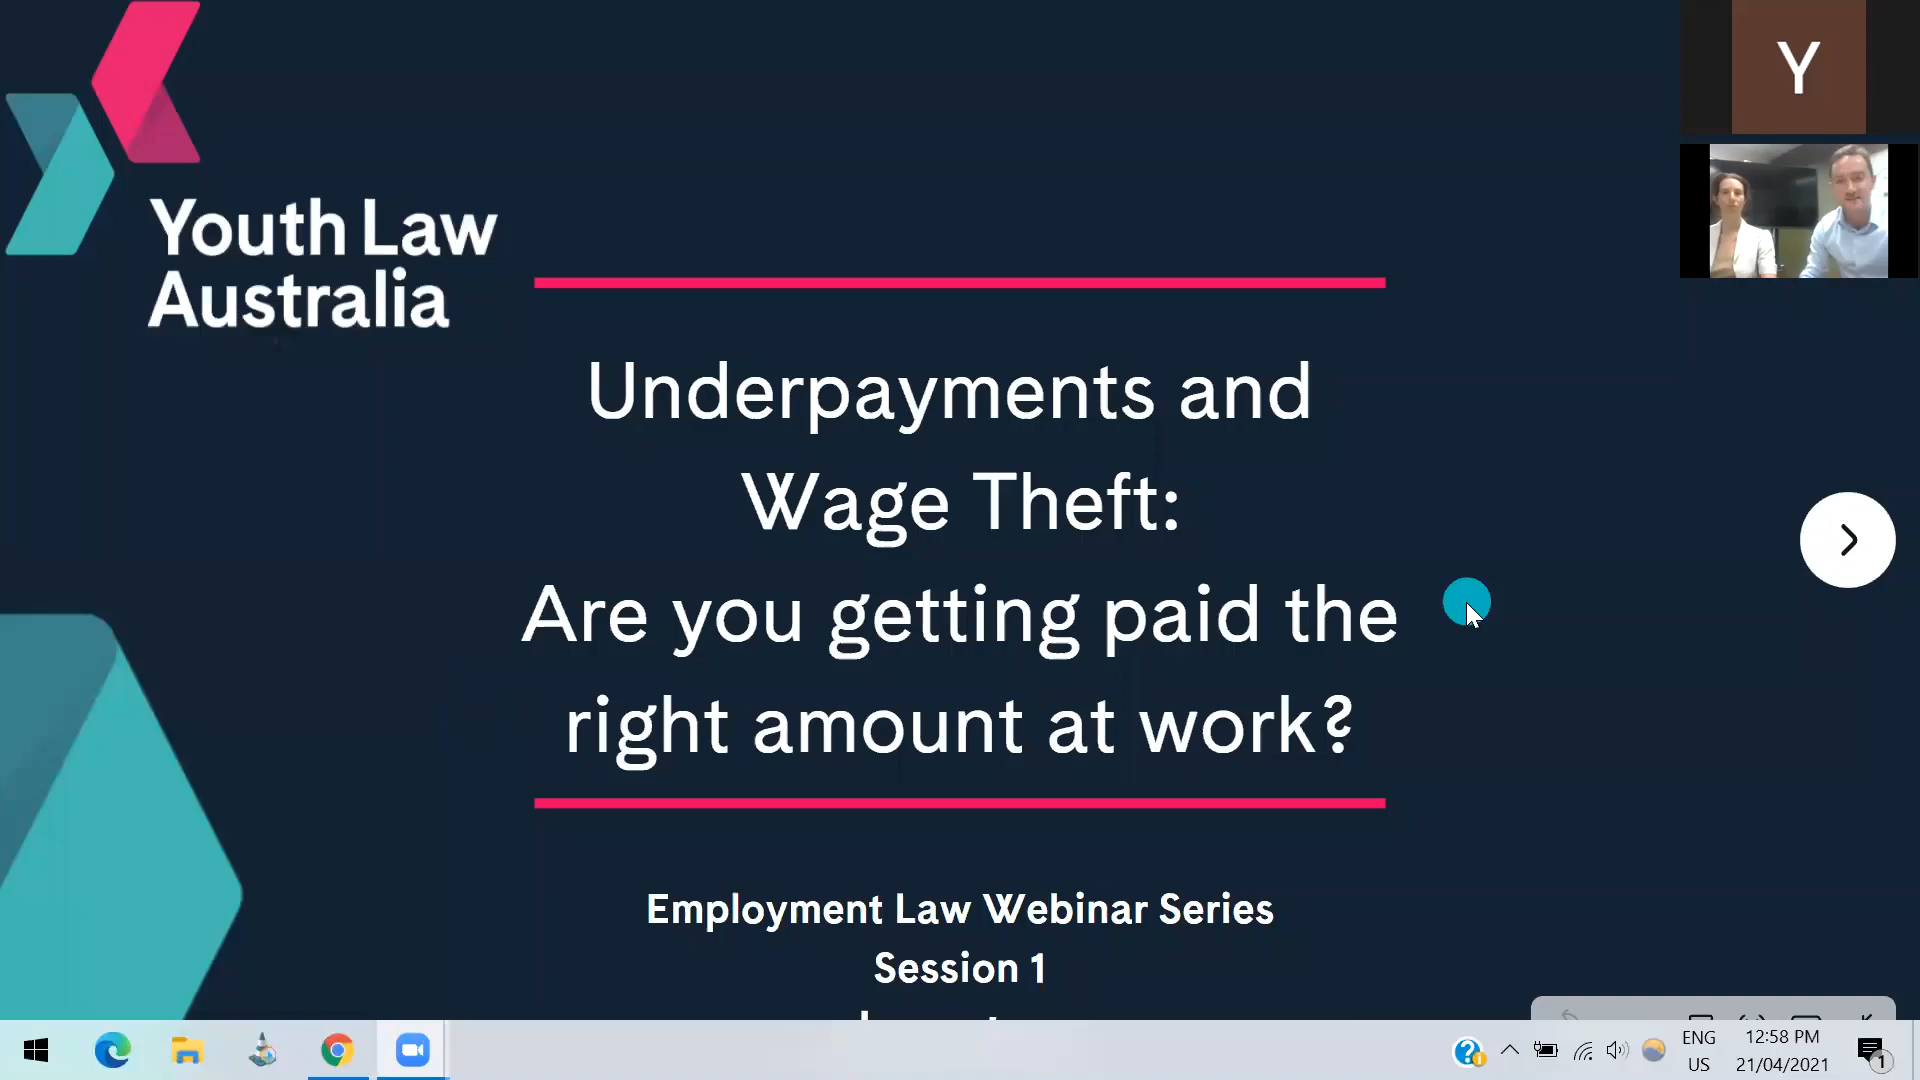 Youth Law
Australia
Y
Underpayments and
Wage Theft:
Are you getting paid the
right amount at work?
Employment Law Webinar Series
Session 1
ENG
US
12:58 PM
21/04/2021
1